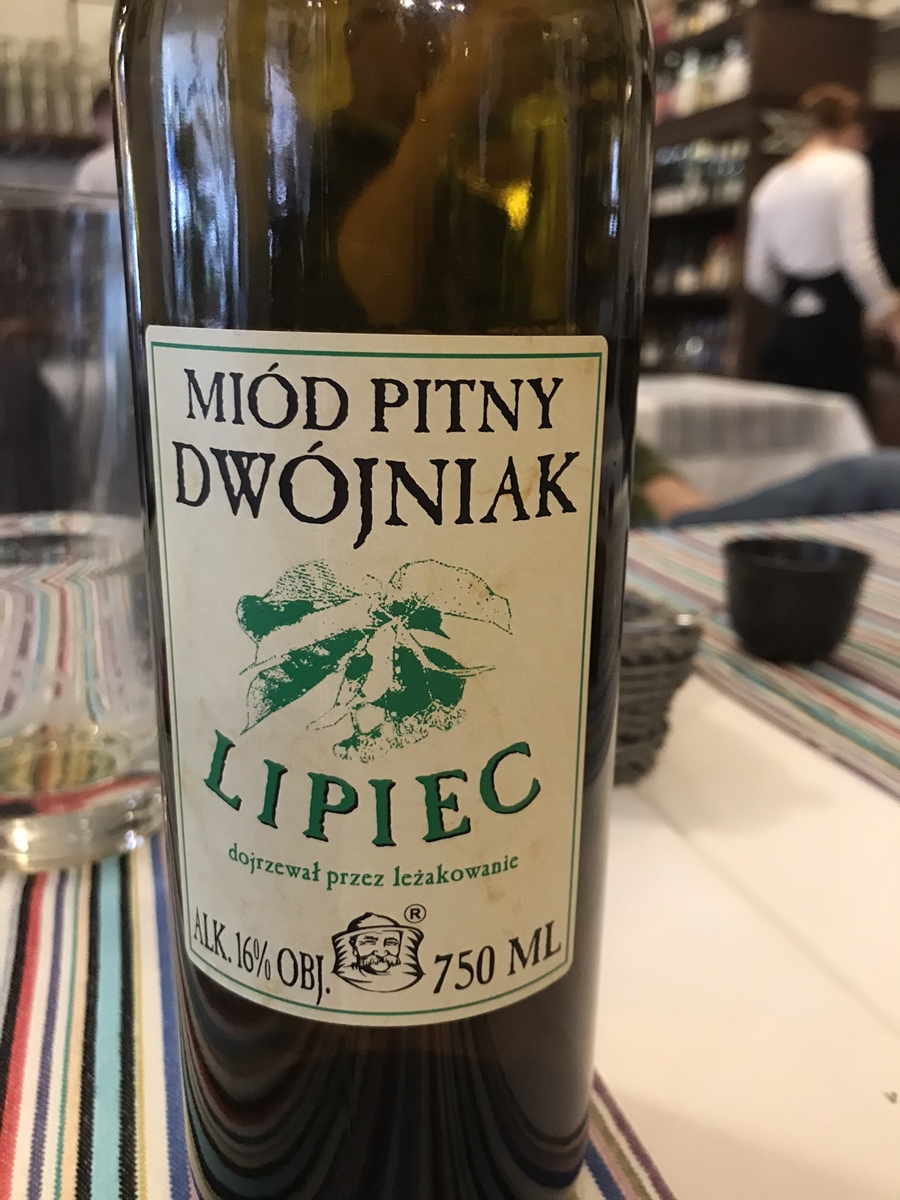 MIÓD PITNY
DWÓJNIAK
LIPIEC
dojrzewał przez leżakowanie
ALK. 16% OBJ. ® 750 ML